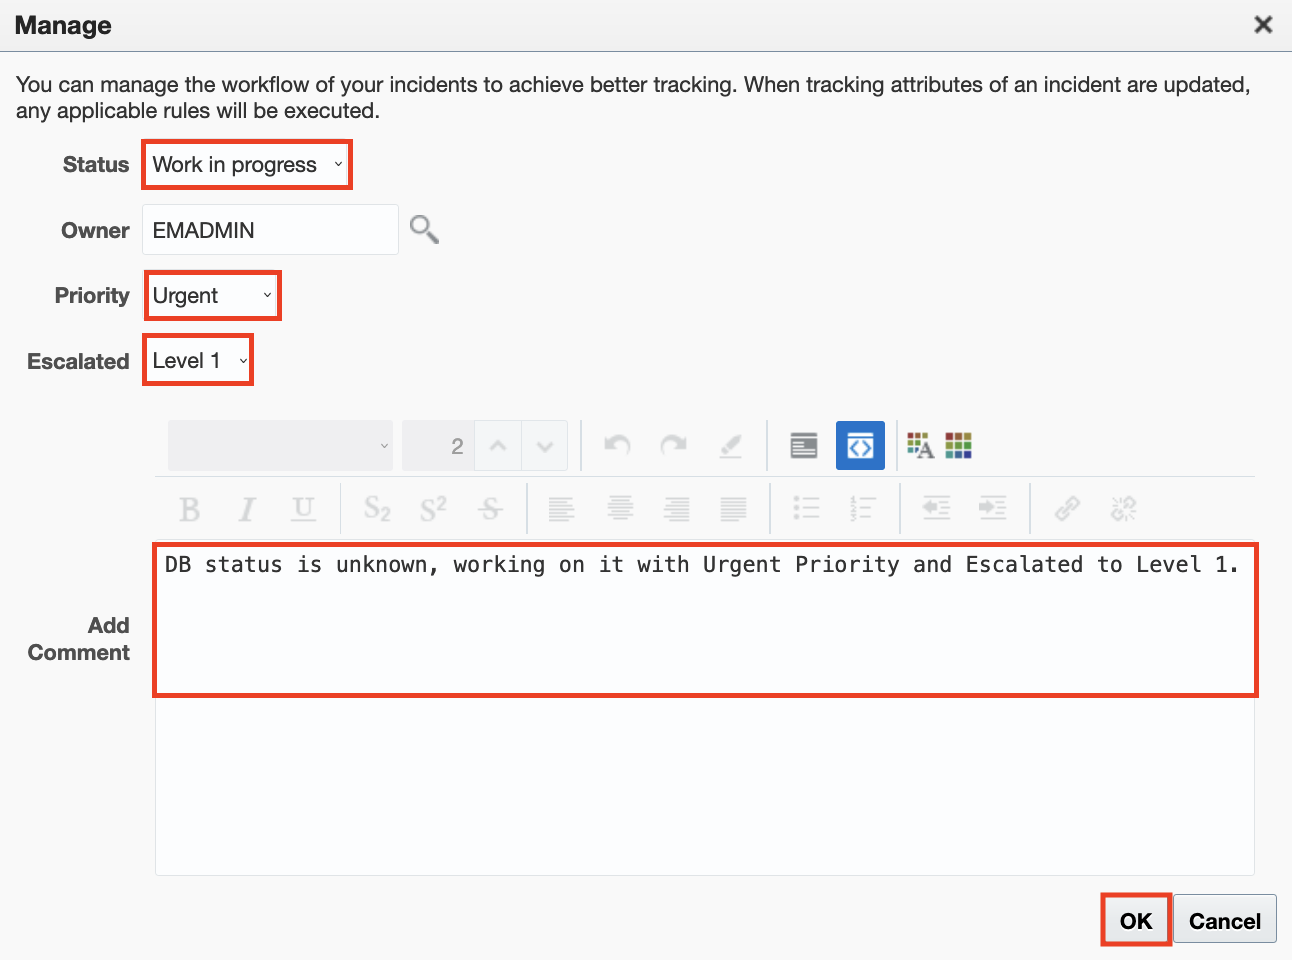 Manage
You can manage the workflow of your incidents to achieve better tracking. When tracking attributes of an incident are updated,
any applicable rules will be executed.
Status Work in progress
Owner EMADMIN
Priority Urgent
Escalated Level 1
2
B I U S2 S2 S
DB status is unknown, working on it with Urgent Priority and Escalated to Level 1.
Add
Comment
OK Cancel